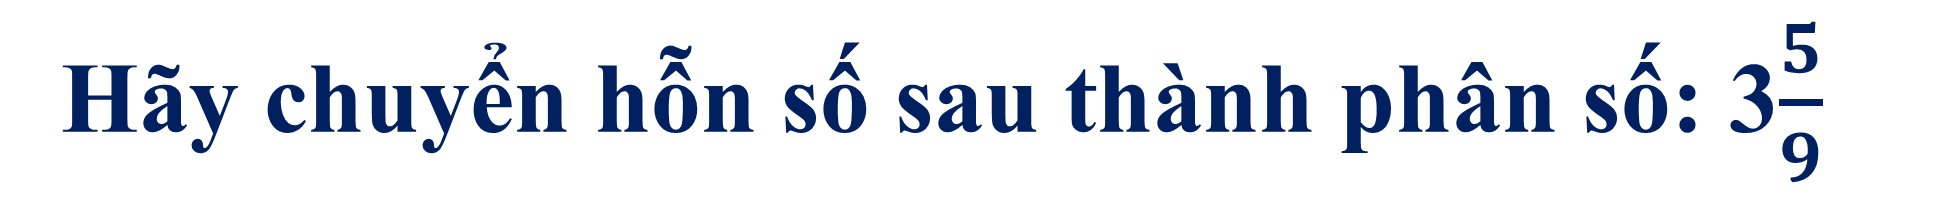 Hãy chuyển hỗn số sau thành phân số: 3 5/9